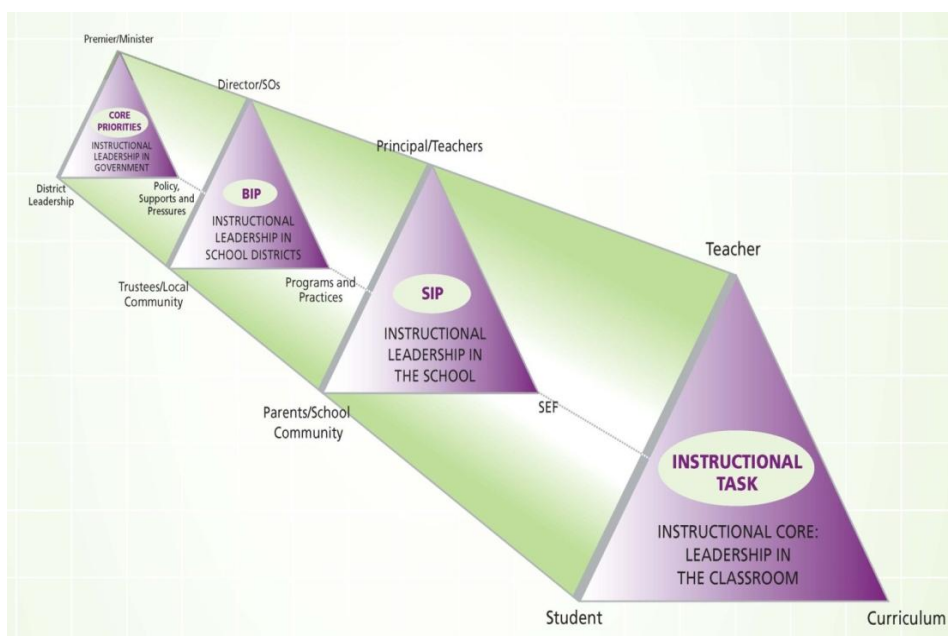 Premier/Minister
CORE
PRIORITIES
INSTRUCTIONAL
LEADERSHIP IN
GOVERNMENT
District
Leadership
Policy,
Supports and
Pressures
Director/SOs
BIP
INSTRUCTIONAL
LEADERSHIP IN
SCHOOL DISTRICTS
Trustees/Local
Community
Programs and
Practices
Principal/Teachers
SIP
INSTRUCTIONAL
LEADERSHIP IN
THE SCHOOL
Parents/School
Community
SEF
Teacher
INSTRUCTIONAL
TASK
INSTRUCTIONAL CORE:
LEADERSHIP IN
THE CLASSROOM
Student
Curriculum